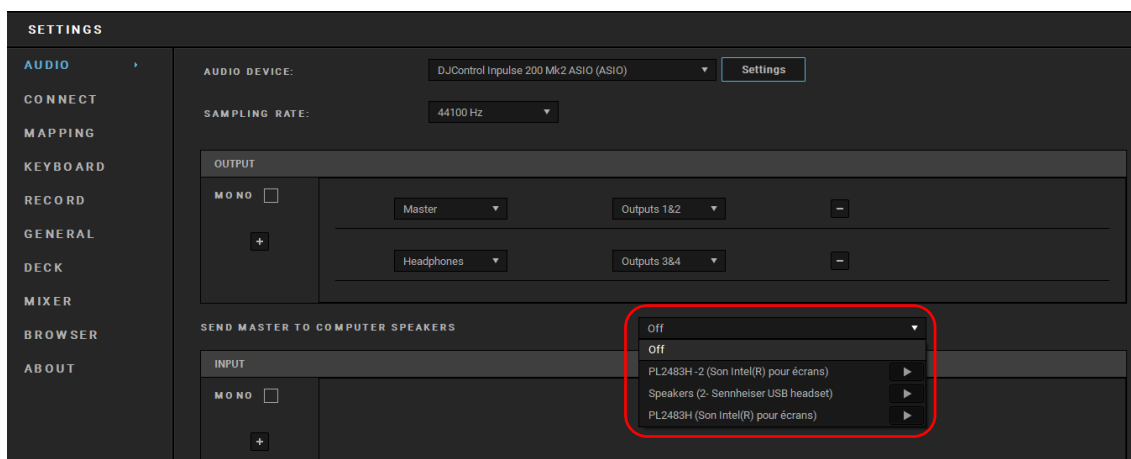 SETTINGS
AUDIO
CONNECT
MAPPING
KEYBOARD
RECORD
GENERAL
DECK
MIXER
BROWSER
ABOUT
AUDIO DEVICE: DJControl Inpulse 200 Mk2 ASIO (ASIO) Settings
SAMPLING RATE: 44100 Hz
OUTPUT
MONO Master Outputs 1&2 −
+
Headphones Outputs 3&4 −
SEND MASTER TO COMPUTER SPEAKERS Off
Off
PL2483H -2 (Son Intel(R) pour écrans)
Speakers (2- Sennheiser USB headset)
PL2483H (Son Intel(R) pour écrans)
INPUT
MONO
+